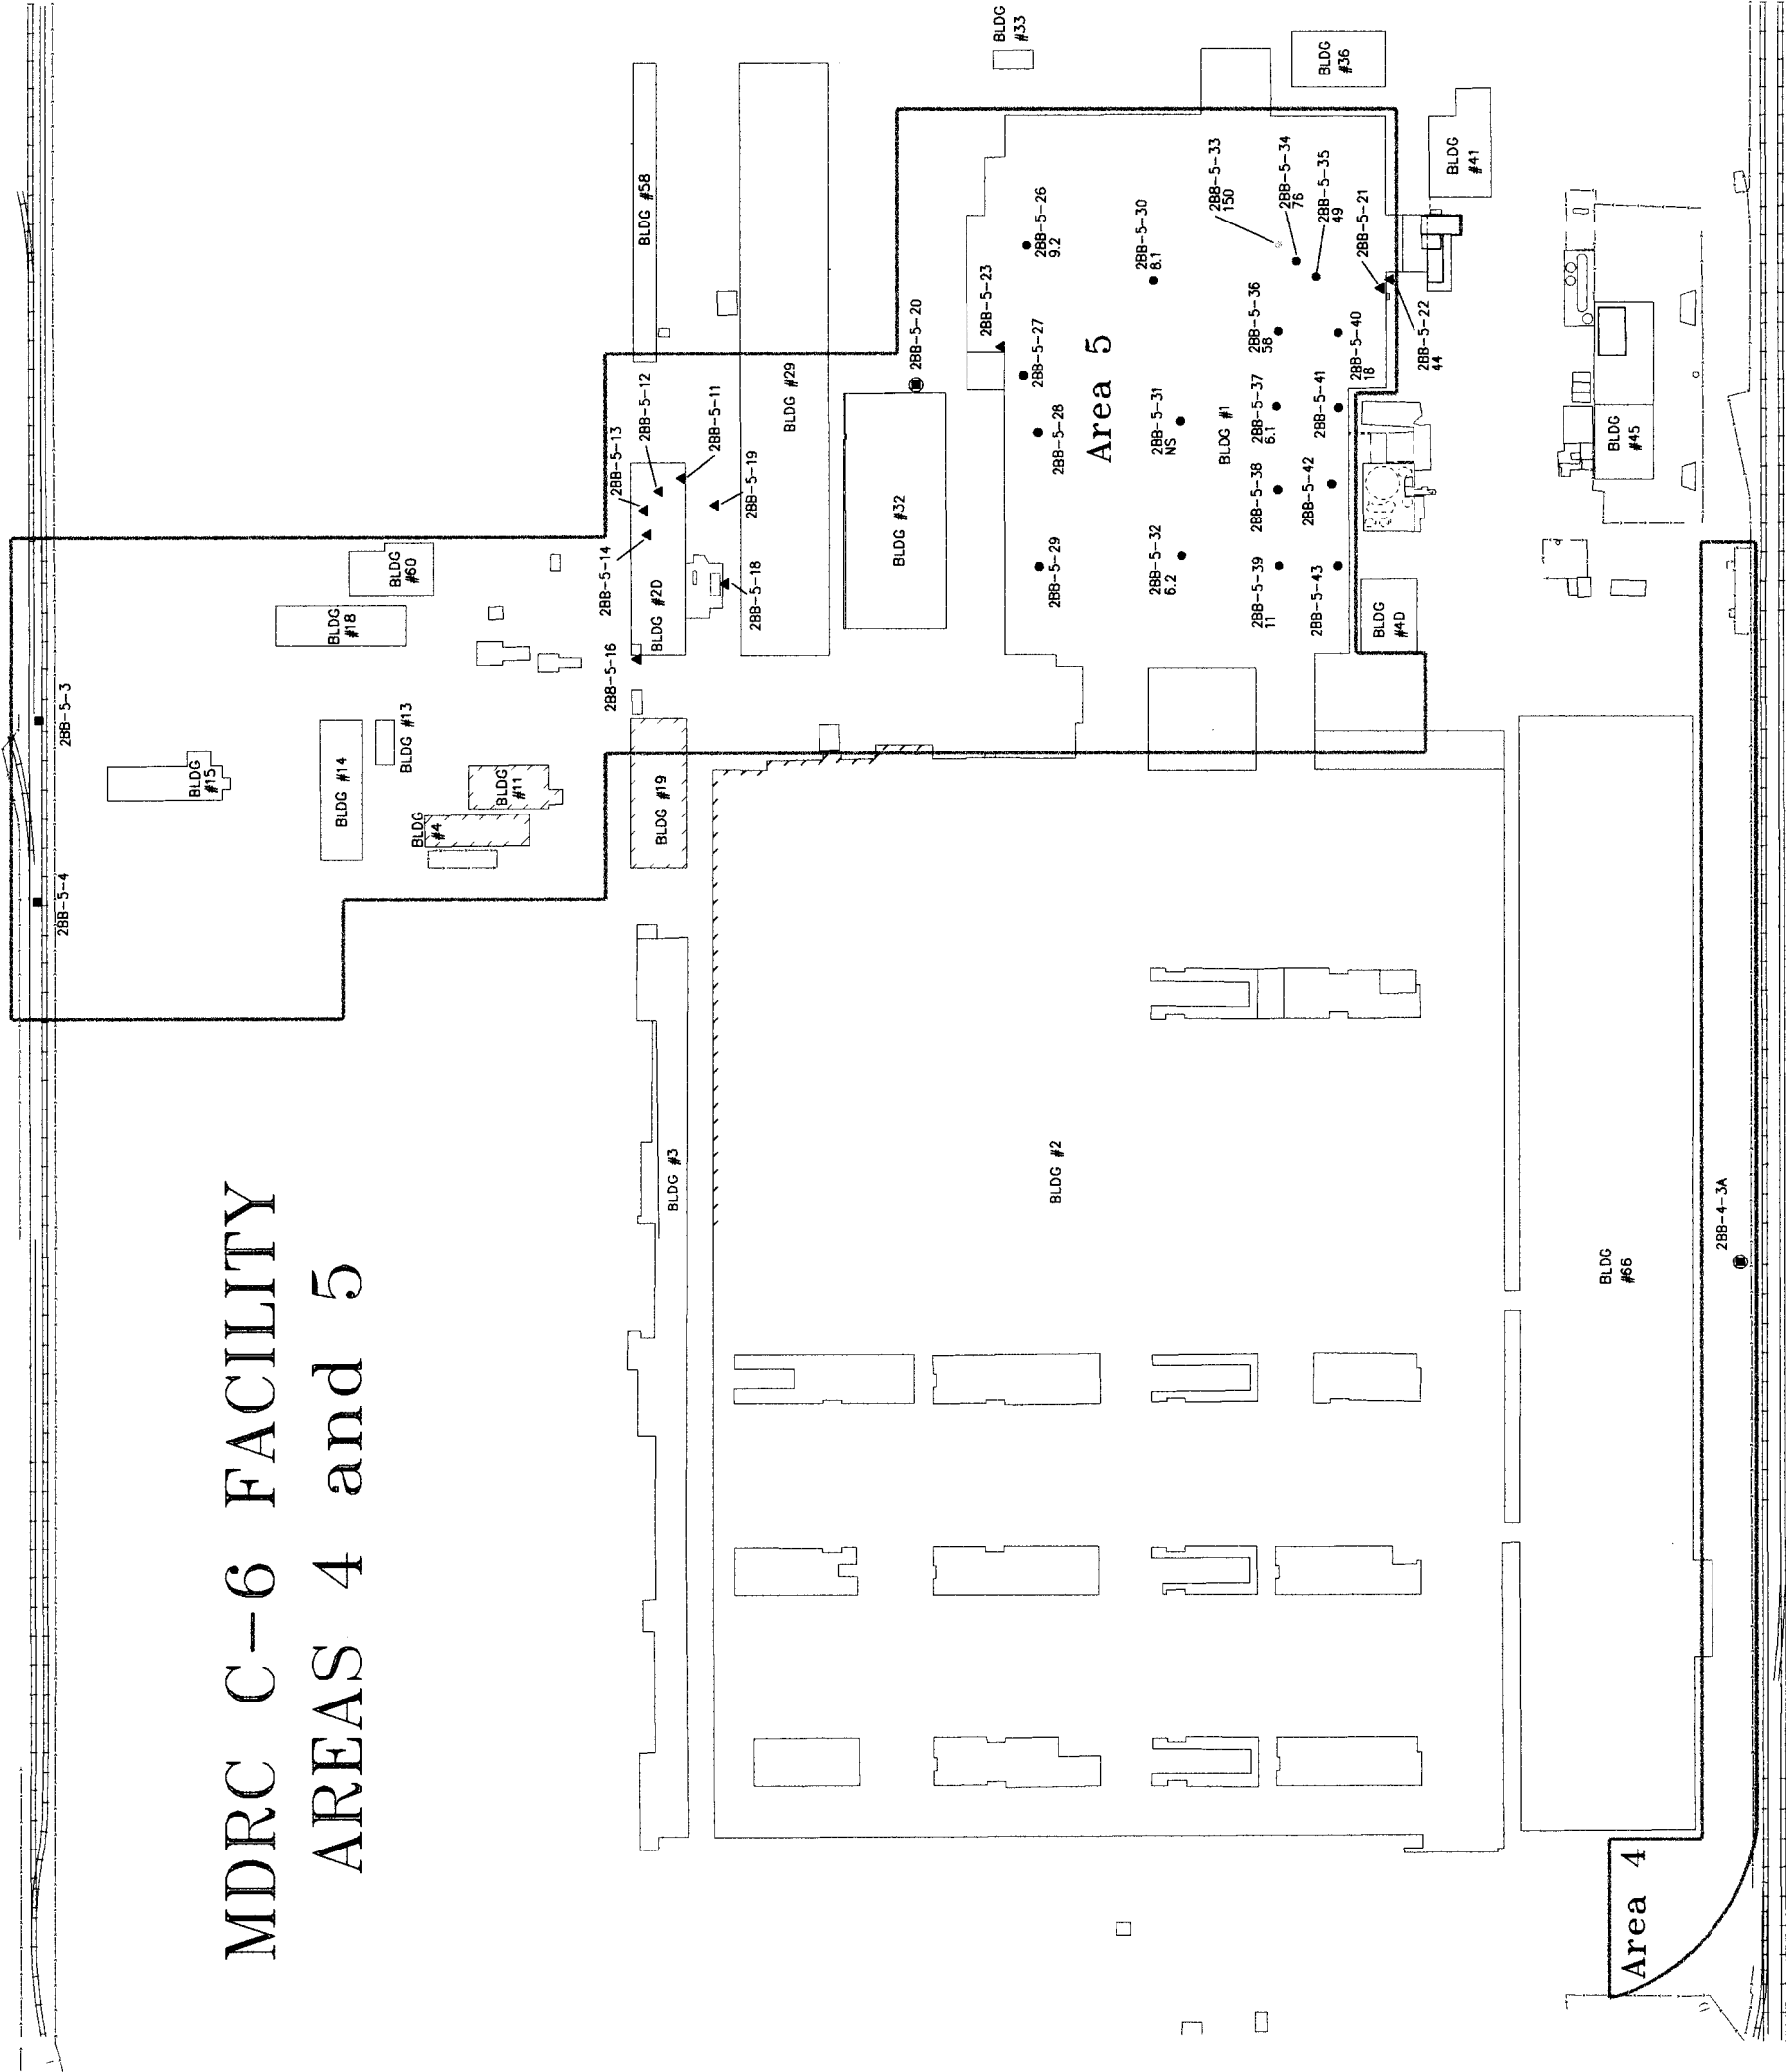 MDRC C-6 FACILITY
AREAS 4 and 5
2BB-5-4
2BB-5-3
BLDG
#15
BLDG #14
BLDG #13
BLDG
#18
BLDG
#60
BLDG
#4
BLDG
#11
BLDG #19
BLDG #3
BLDG #2
BLDG
#66
BLDG #58
BLDG #29
BLDG #32
BLDG
#33
BLDG
#36
BLDG
#41
BLDG
#45
BLDG #1
BLDG
#4D
BLDG #2D
2BB-5-16
2BB-5-14
2BB-5-13
2BB-5-12
2BB-5-11
2BB-5-19
2BB-5-18
2BB-5-20
2BB-5-23
2BB-5-26
9.2
2BB-5-27
2BB-5-28
2BB-5-29
Area 5
2BB-5-30
8.1
2BB-5-31
NS
2BB-5-32
6.2
2BB-5-33
150
2BB-5-34
76
2BB-5-35
49
2BB-5-36
58
2BB-5-37
6.1
2BB-5-38
2BB-5-39
11
2BB-5-40
18
2BB-5-41
2BB-5-42
2BB-5-43
2BB-5-21
2BB-5-22
44
2BB-4-3A
Area 4